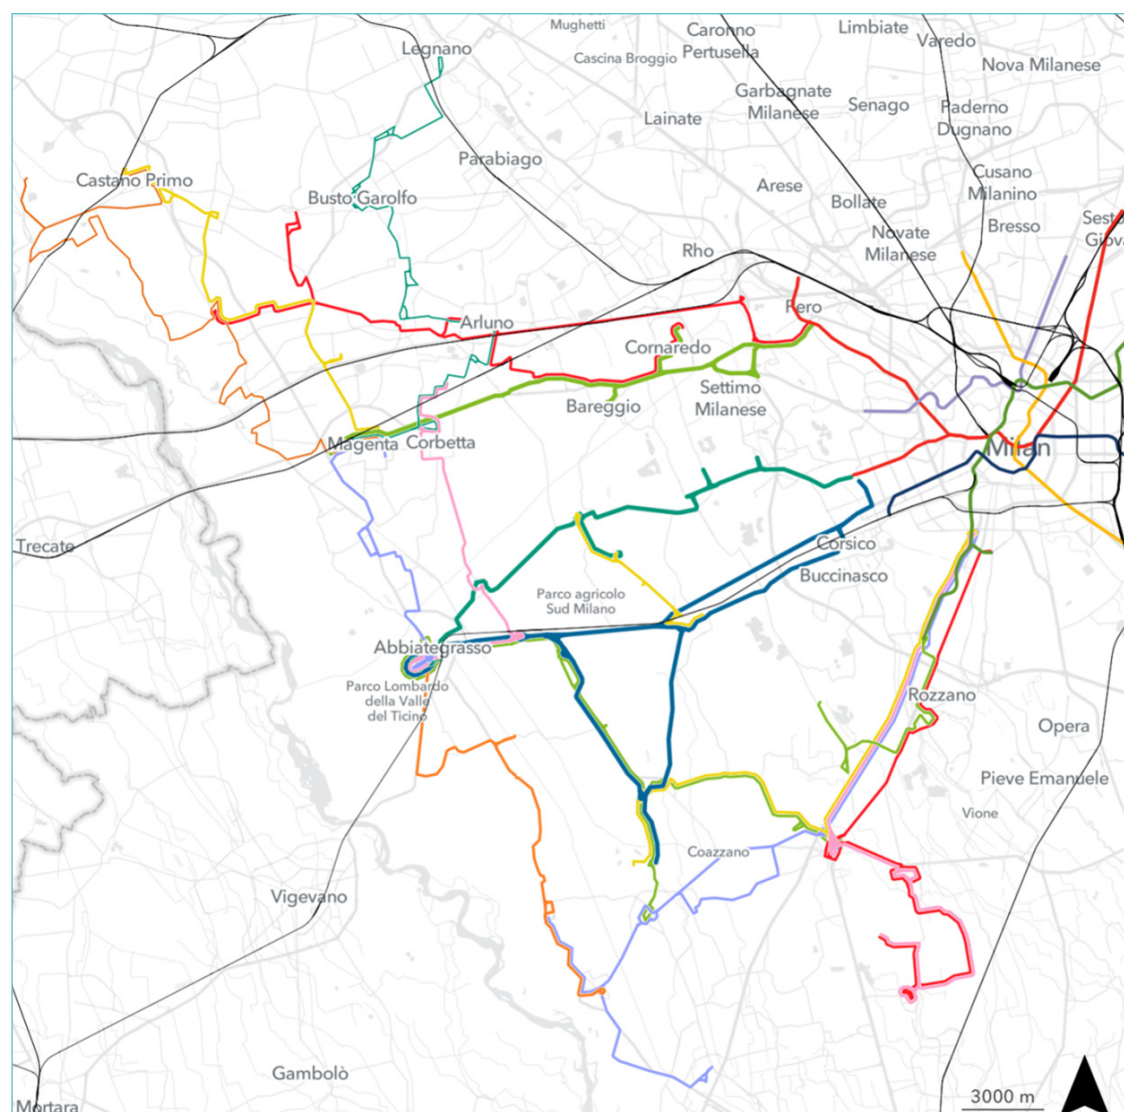 Mughetti
Caronno
Pertusella
Limbiate
Varedo
Legnano
Cascina Broggio
Nova Milanese
Garbagnate
Milanese
Senago
Paderno
Dugnano
Lainate
Parabiago
Cusano
Milanino
Castano Primo
Arese
Busto Garolfo
Bollate
Bresso
Sesto
Giova
Novate
Milanese
Rho
Pero
Arluno
Cornaredo
Settimo
Milanese
Bareggio
Magenta
Corbetta
Milan
Trecate
Corsico
Buccinasco
Parco agricolo
Sud Milano
Abbiategrasso
Parco Lombardo
della Valle
del Ticino
Rozzano
Opera
Pieve Emanuele
Vione
Coazzano
Vigevano
Gambolò
Mortara
3000 m